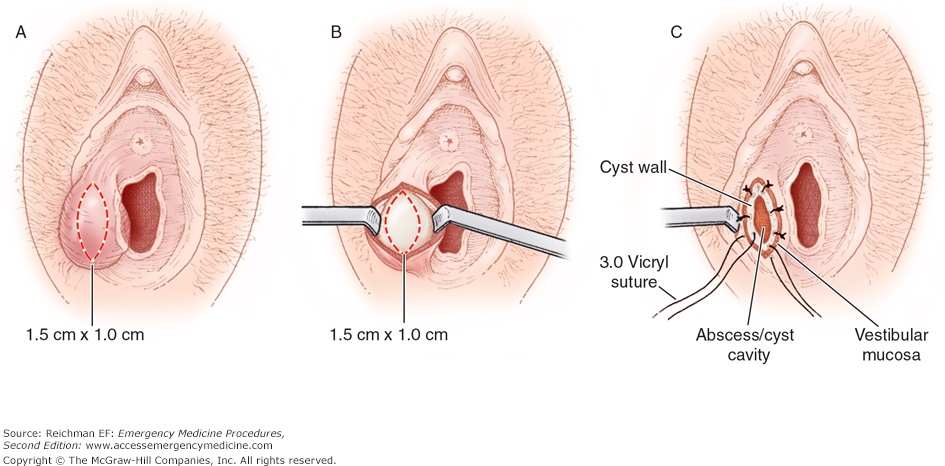 A
B
C
Cyst wall
3.0 Vicryl
suture
1.5 cm x 1.0 cm
1.5 cm x 1.0 cm
Abscess/cyst
cavity
Vestibular
mucosa
Source: Reichman EF: Emergency Medicine Procedures,
Second Edition: www.accessemergencymedicine.com
Copyright © The McGraw-Hill Companies, Inc. All rights reserved.